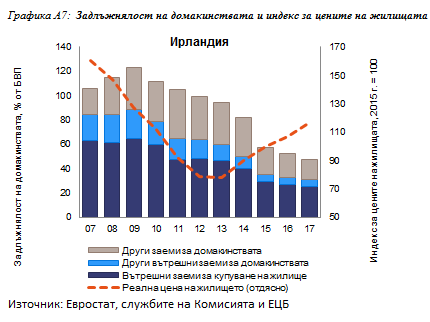 Графика A7: Задлъжнялост на домакинствата и индекс за цените на жилищата
Ирландия
Задлъжнялост на домакинстата, % от БВП
140
120
100
80
60
40
20
0
170
150
130
110
90
70
50
Индекс за цените на жилищата, 2015 г. = 100
07 08 09 10 11 12 13 14 15 16 17
Други заеми за домакинствата
Други вътрешни заеми за домакинствата
Вътрешни заеми за купуване на жилище
Реална цена на жилището (отдясно)
Източник: Евростат, службите на Комисията и ЕЦБ